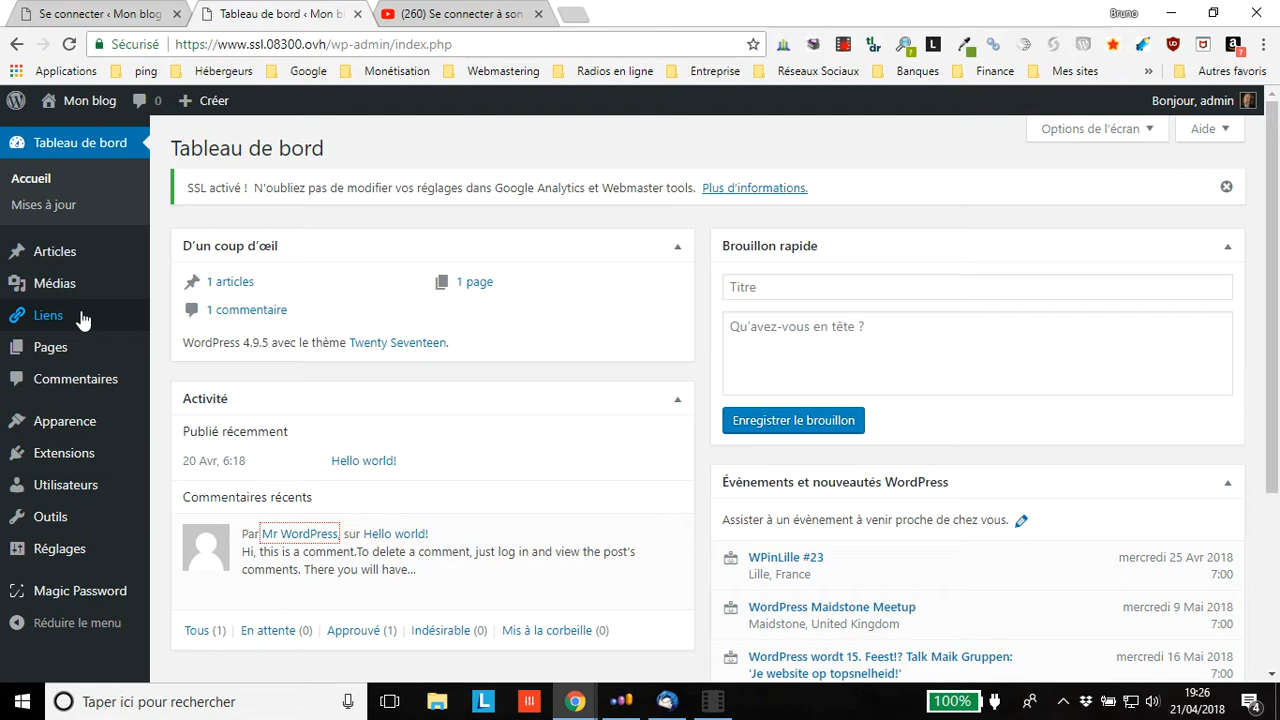 Se connecter ‹ Mon blog
Tableau de bord ‹ Mon bl
(260) Se connecter à son
Bruno
Sécurisé
https://www.ssl.08300.ovh/wp-admin/index.php
tl;dr
L
7
Applications
ping
Hébergeurs
Google
Monétisation
Webmastering
Radios en ligne
Entreprise
Réseaux Sociaux
Banques
Finance
Mes sites
»
Autres favoris
Mon blog
0
Créer
Bonjour, admin
Tableau de bord
Accueil
Mises à jour
Articles
Médias
Liens
Pages
Commentaires
Apparence
Extensions
Utilisateurs
Outils
Réglages
Magic Password
Réduire le menu
Options de l'écran
Aide
Tableau de bord
SSL activé ! N'oubliez pas de modifier vos réglages dans Google Analytics et Webmaster tools. Plus d'informations.
D'un coup d'œil
1 articles
1 page
1 commentaire
WordPress 4.9.5 avec le thème Twenty Seventeen.
Activité
Publié récemment
20 Avr, 6:18
Hello world!
Commentaires récents
Par Mr WordPress, sur Hello world!
Hi, this is a comment.To delete a comment, just log in and view the post's
comments. There you will have...
Tous (1) | En attente (0) | Approuvé (1) | Indésirable (0) | Mis à la corbeille (0)
Brouillon rapide
Titre
Qu'avez-vous en tête ?
Enregistrer le brouillon
Évènements et nouveautés WordPress
Assister à un évènement à venir proche de chez vous.
WPinLille #23
mercredi 25 Avr 2018
Lille, France
7:00
WordPress Maidstone Meetup
mercredi 9 Mai 2018
Maidstone, United Kingdom
7:00
WordPress wordt 15. Feest!? Talk Maik Gruppen:
mercredi 16 Mai 2018
'Je website op topsnelheid!'
7:00
Taper ici pour rechercher
L
100%
19:26
21/04/2018
4